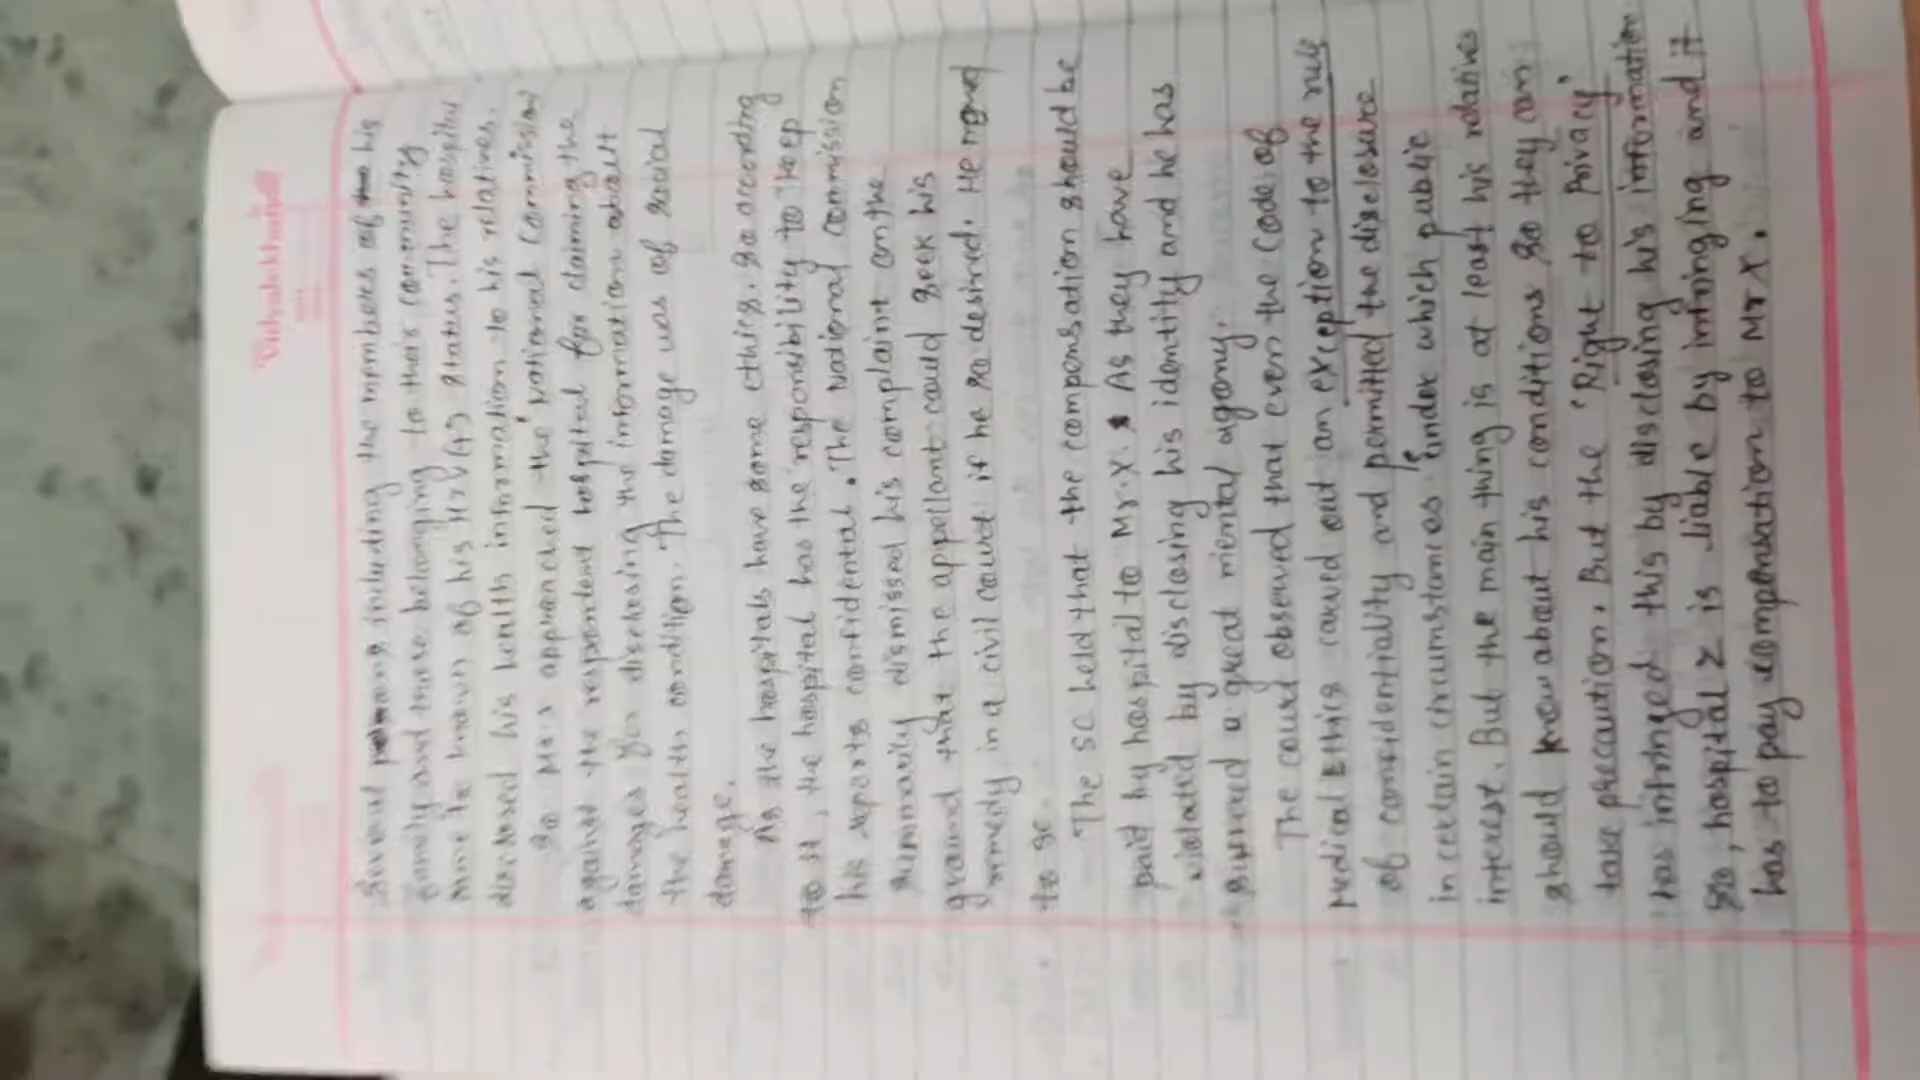 Vidyabhind
Several persons including the members of the his
family and those belonging to their community
came to known of his HIV(+) status. The hospital
disclosed his health information to his relatives.
So Mr X approached the National Commission
against the respondent hospital for claiming the
damages for disclosing the information about
the health condition. The damage was of social
damage.
As the hospitals have some ethics. So according
to it, the hospital has the responsibility to keep
his reports confidental. The National commission
summarily dismissed his complaint on the
ground that the appellant could seek his
remedy in a civil court if he so desired. He
to SC.
The SC held that the compensation should be
paid by hospital to Mr. X. As they have
violated by disclosing his identity and he has
suffered a great mental agony.
The court observed that even the Code of
Medical Ethics carved out an exception to the rule
of confidentiality and permitted the disclosure
in certain circumstances under which public
interest. But the main thing is at least his relatives
should know about his conditions so they can
take precaution. But the 'Right to Privacy'
has infringed this by disclosing his information
So, hospital Z is liable by infringing and it
has to pay compensation to Mr X.